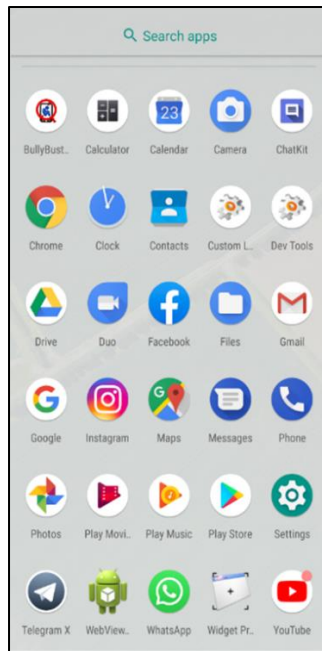 Search apps
BullyBust.. Calculator Calendar Camera ChatKit
Chrome Clock Contacts Custom L.. Dev Tools
Drive Duo Facebook Files Gmail
Google Instagram Maps Messages Phone
Photos Play Movi.. Play Music Play Store Settings
Telegram X WebView.. WhatsApp Widget Pr.. YouTube